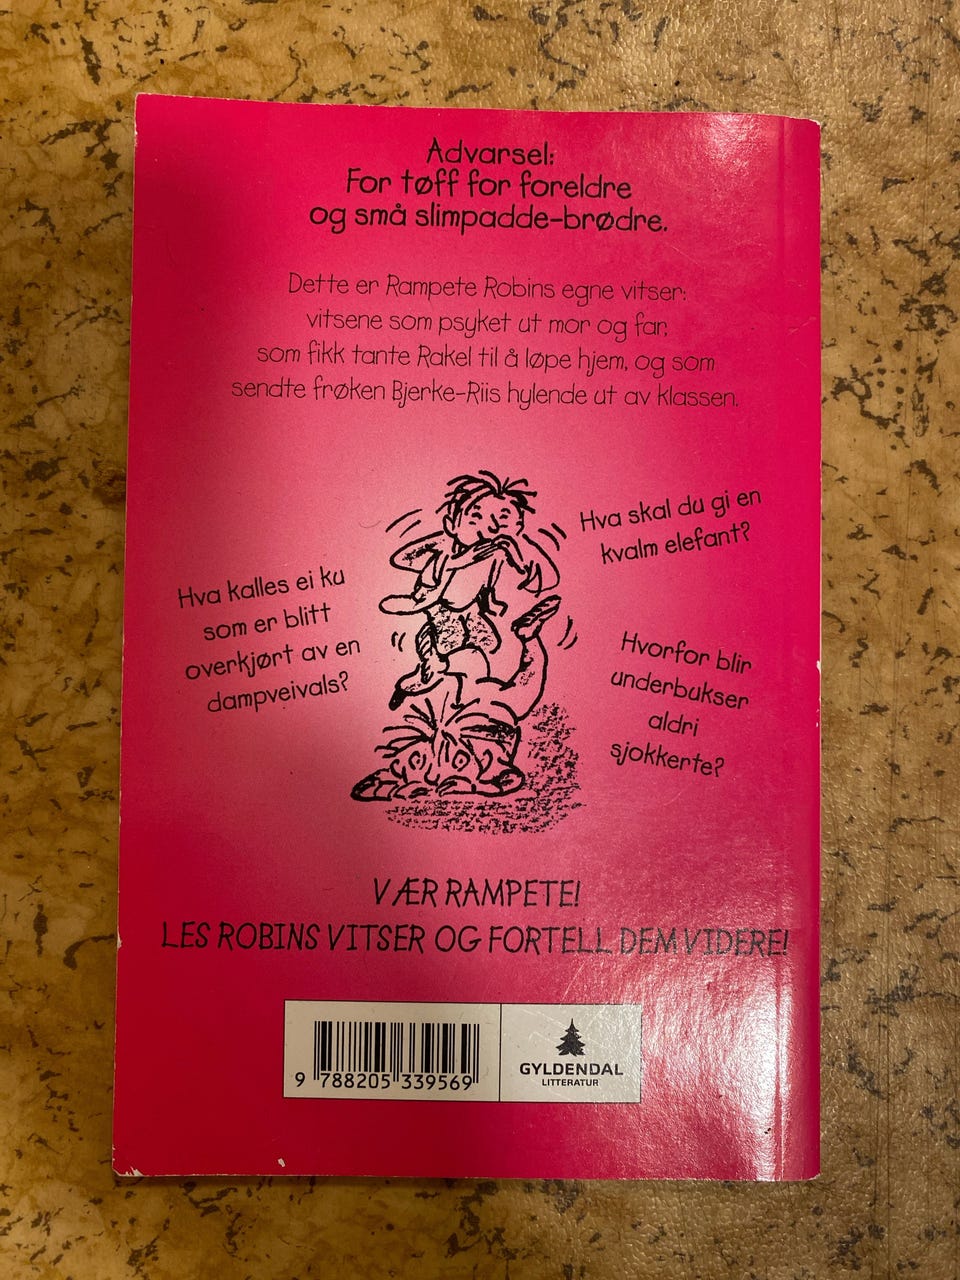 Advarsel:
For tøff for foreldre
og små slimpadde-brødre.
Dette er Rampete Robins egne vitser:
vitsene som psyket ut mor og far,
som fikk tante Rakel til å løpe hjem, og som
sendte frøken Bjerke-Riis hylende ut av klassen.
Hva skal du gi en
kvalm elefant?
Hva kalles ei ku
som er blitt
overkjørt av en
dampveivals?
Hvorfor blir
underbukser
aldri
sjokkerte?
VÆR RAMPETE!
LES ROBINS VITSER OG FORTELL DEM VIDERE!
9 788205 339569
GYLDENDAL
LITTERATUR